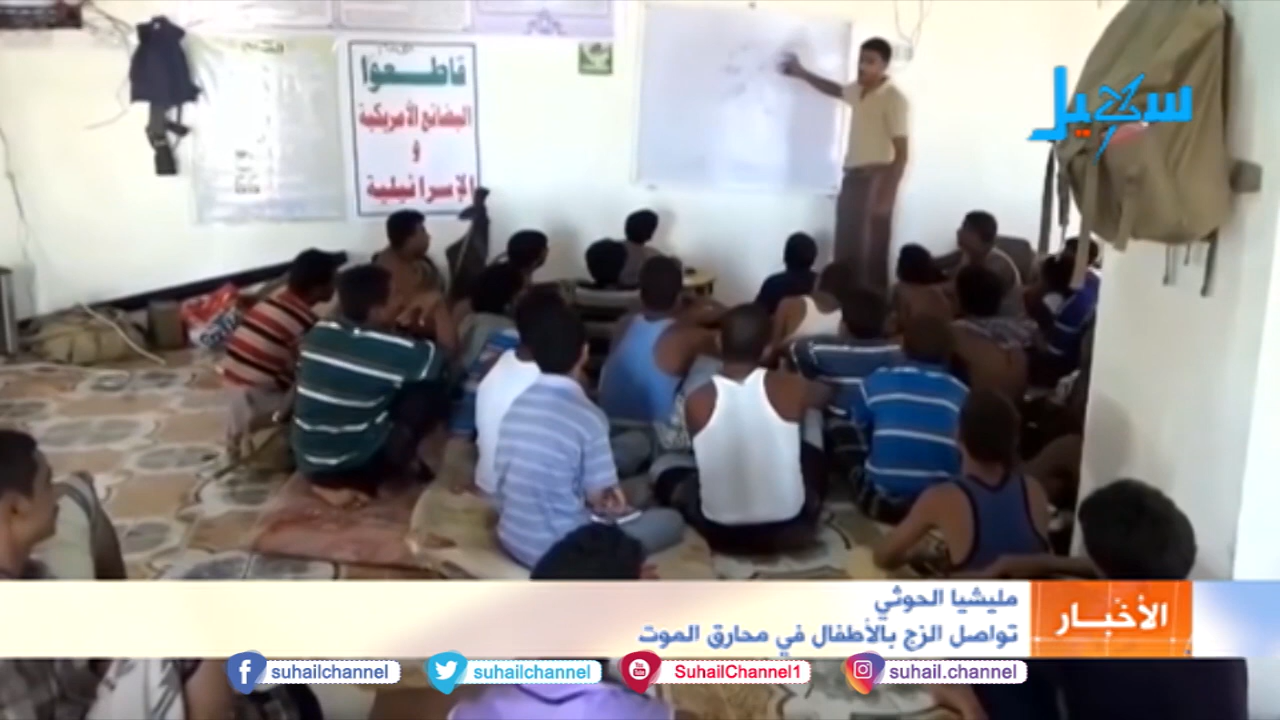 قاطعوا
البضائع الأمريكية
و
الإسرائيلية
سهيل
الأخبار
مليشيا الحوثي
تواصل الزج بالأطفال في محارق الموت
suhailchannel
suhailchannel
SuhailChannel1
suhail.channel